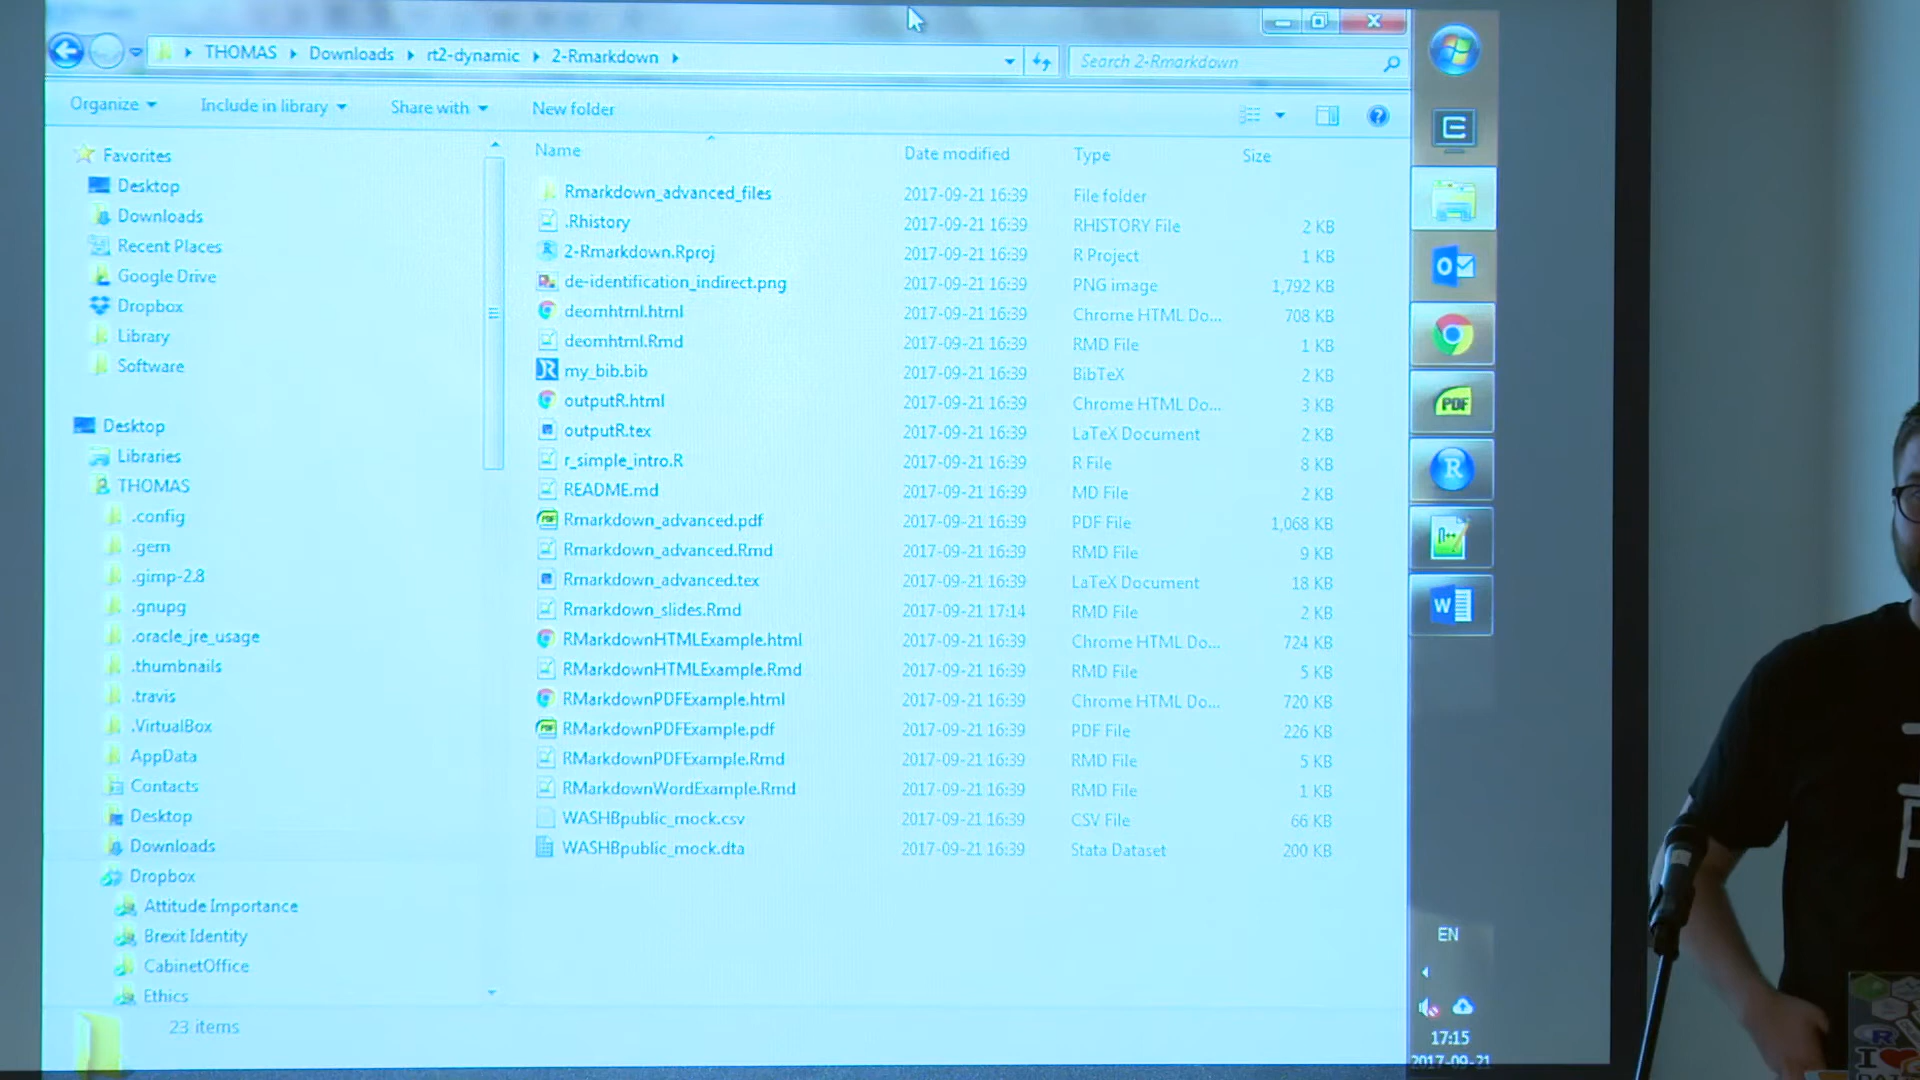 THOMAS Downloads rt2-dynamic 2-Rmarkdown
Search 2-Rmarkdown
Organize Include in library Share with New folder
Name Date modified Type Size
Favorites
Desktop
Downloads
Recent Places
Google Drive
Dropbox
Library
Software
Desktop
Libraries
THOMAS
.config
.gem
.gimp-2.8
.gnupg
.oracle_jre_usage
.thumbnails
.travis
.VirtualBox
AppData
Contacts
Desktop
Downloads
Dropbox
Attitude Importance
Brexit Identity
CabinetOffice
Ethics
Rmarkdown_advanced_files 2017-09-21 16:39 File folder
.Rhistory 2017-09-21 16:39 RHISTORY File 2 KB
2-Rmarkdown.Rproj 2017-09-21 16:39 R Project 1 KB
de-identification_indirect.png 2017-09-21 16:39 PNG image 1,792 KB
deomhtml.html 2017-09-21 16:39 Chrome HTML Do... 708 KB
deomhtml.Rmd 2017-09-21 16:39 RMD File 1 KB
my_bib.bib 2017-09-21 16:39 BibTeX 2 KB
outputR.html 2017-09-21 16:39 Chrome HTML Do... 3 KB
outputR.tex 2017-09-21 16:39 LaTeX Document 2 KB
r_simple_intro.R 2017-09-21 16:39 R File 8 KB
README.md 2017-09-21 16:39 MD File 2 KB
Rmarkdown_advanced.pdf 2017-09-21 16:39 PDF File 1,068 KB
Rmarkdown_advanced.Rmd 2017-09-21 16:39 RMD File 9 KB
Rmarkdown_advanced.tex 2017-09-21 16:39 LaTeX Document 18 KB
Rmarkdown_slides.Rmd 2017-09-21 17:14 RMD File 2 KB
RMarkdownHTMLExample.html 2017-09-21 16:39 Chrome HTML Do... 724 KB
RMarkdownHTMLExample.Rmd 2017-09-21 16:39 RMD File 5 KB
RMarkdownPDFExample.html 2017-09-21 16:39 Chrome HTML Do... 720 KB
RMarkdownPDFExample.pdf 2017-09-21 16:39 PDF File 226 KB
RMarkdownPDFExample.Rmd 2017-09-21 16:39 RMD File 5 KB
RMarkdownWordExample.Rmd 2017-09-21 16:39 RMD File 1 KB
WASHBpublic_mock.csv 2017-09-21 16:39 CSV File 66 KB
WASHBpublic_mock.dta 2017-09-21 16:39 Stata Dataset 200 KB
23 items
PDF
R
W
EN
17:15
2017-09-21
R
I